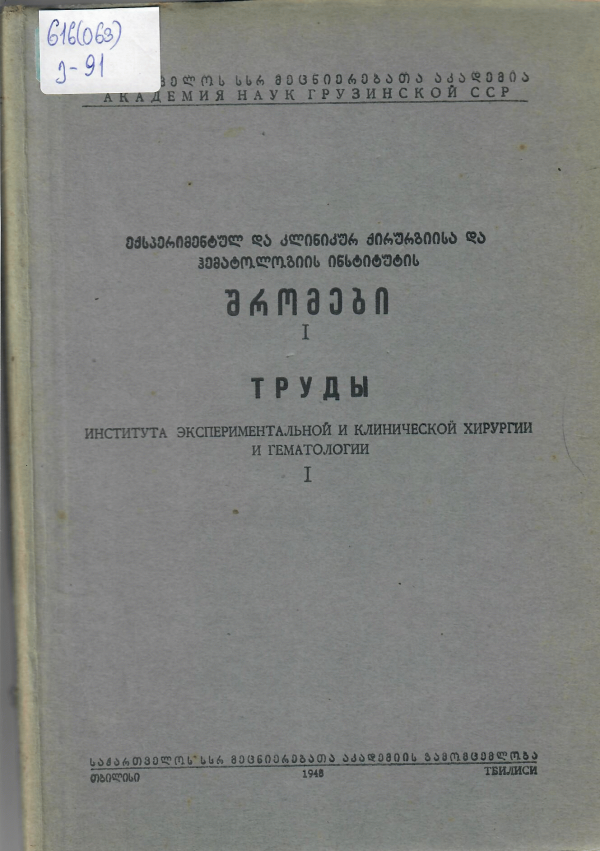 616(063)
ე-91
სსრ მეცნიერებათა აკადემია
АКАДЕМИЯ НАУК ГРУЗИНСКОЙ ССР
ექსპერიმენტულ და კლინიკურ ქირურგიისა და
ჰემატოლოგიის ინსტიტუტის
შრომები
I
ТРУДЫ
ИНСТИТУТА ЭКСПЕРИМЕНТАЛЬНОЙ И КЛИНИЧЕСКОЙ ХИРУРГИИ
И ГЕМАТОЛОГИИ
I
საქართველოს სსრ მეცნიერებათა აკადემიის გამომცემლობა
თბილისი 1948 ТБИЛИСИ